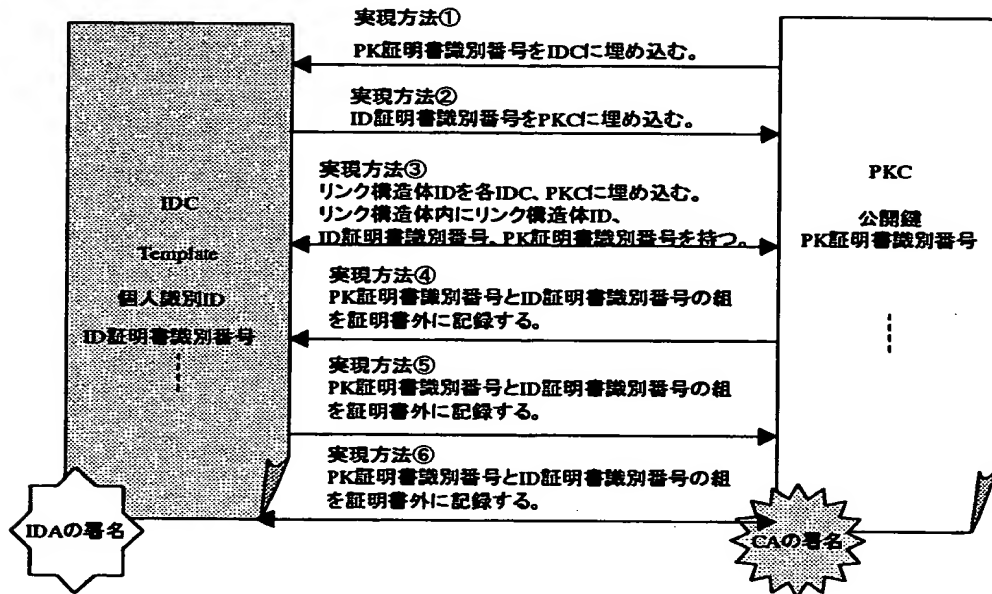 実現方法①
PK証明書識別番号をIDCに埋め込む。
実現方法②
ID証明書識別番号をPKCに埋め込む。
実現方法③
リンク構造体IDを各IDC、PKCに埋め込む。
リンク構造体内にリンク構造体ID、
ID証明書識別番号、PK証明書識別番号を持つ。
実現方法④
PK証明書識別番号とID証明書識別番号の組
を証明書外に記録する。
実現方法⑤
PK証明書識別番号とID証明書識別番号の組
を証明書外に記録する。
実現方法⑥
PK証明書識別番号とID証明書識別番号の組
を証明書外に記録する。
IDC
Template
個人識別ID
ID証明書識別番号
IDAの署名
PKC
公開鍵
PK証明書識別番号
CAの署名